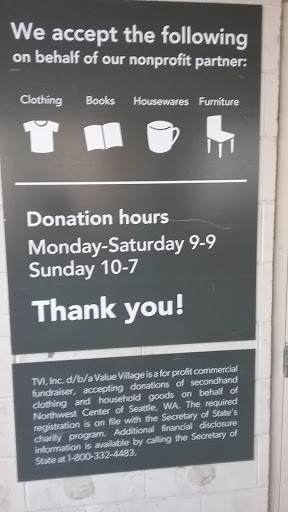 We accept the following
on behalf of our nonprofit partner:
Clothing Books Housewares Furniture
Donation hours
Monday-Saturday 9-9
Sunday 10-7
Thank you!
TVI, Inc. d/b/a Value Village is a for profit commercial
fundraiser, accepting donations of secondhand
clothing and household goods on behalf of
Northwest Center of Seattle, WA. The required
registration is on file with the Secretary of State's
charity program. Additional financial disclosure
information is available by calling the Secretary of
State at 1-800-332-4483.